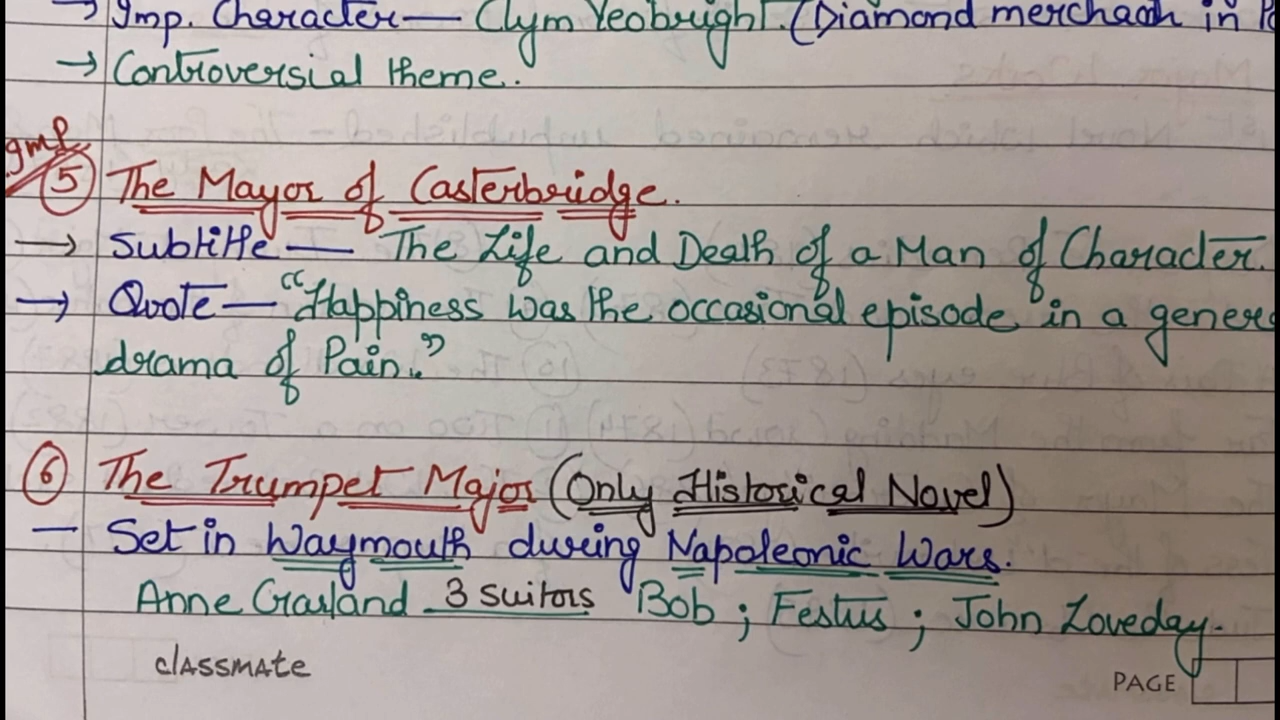 → Imp. Character — Clym Yeobright. (Diamond merchant in
→ Controversial theme.
Imp
5 The Mayor of Casterbridge.
→ Subtitle — The Life and Death of a Man of Character.
→ Quote — "Happiness was the occasional episode in a
drama of Pain."
6 The Trumpet Major (Only Historical Novel)
– Set in Waymouth during Napoleonic Wars.
Anne Garland 3 suitors Bob ; Festus ; John Loveday.
classmate
PAGE